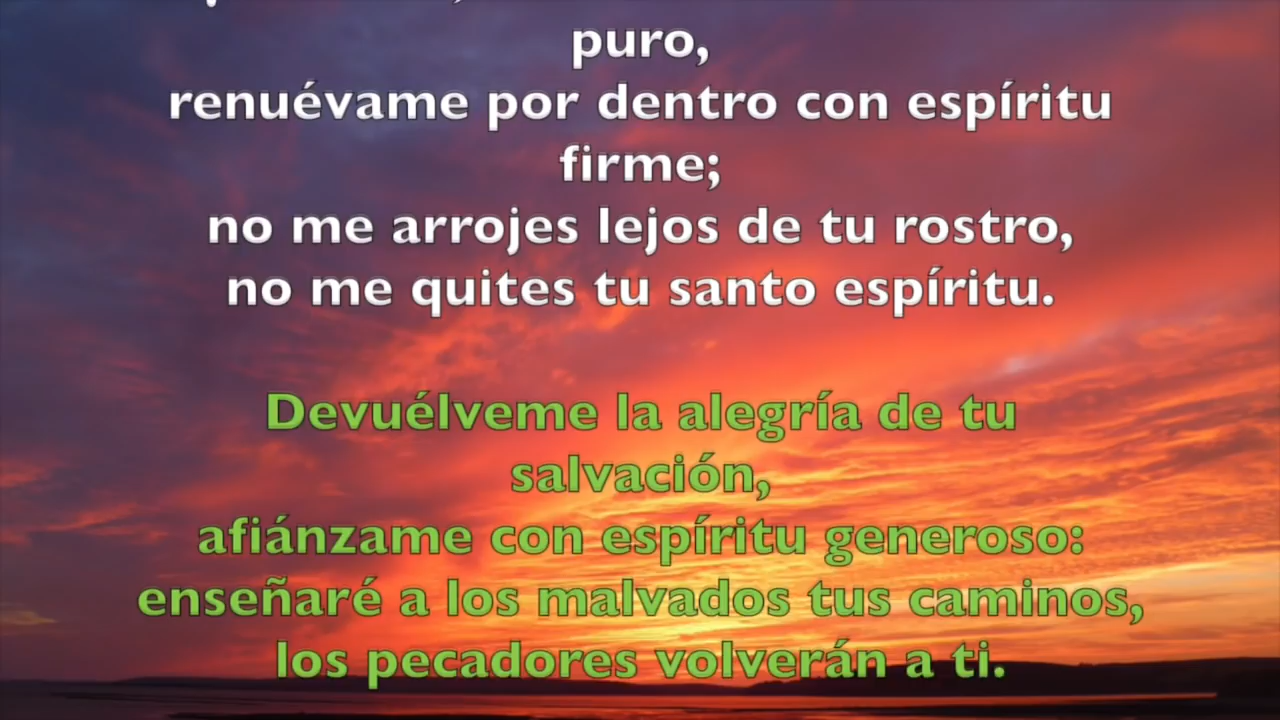 puro,
renuévame por dentro con espíritu
firme;
no me arrojes lejos de tu rostro,
no me quites tu santo espíritu.
Devuélveme la alegría de tu
salvación,
afiánzame con espíritu generoso:
enseñaré a los malvados tus caminos,
los pecadores volverán a ti.